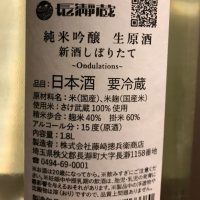 長瀞蔵
純米吟醸 生原酒
新酒しぼりたて
~Ondulations~
品目:日本酒 要冷蔵
原材料名:米(国産)、米麹(国産米)
使用米:さけ武蔵 100% 使用
精米歩合:麹米 40% 掛米 60%
アルコール分:15 度(原酒)
内容量:1.8L
製造者:株式会社藤﨑摠兵衛商店
埼玉県秩父郡長瀞町大字長瀞1158番地
☎ 0494-69-0001